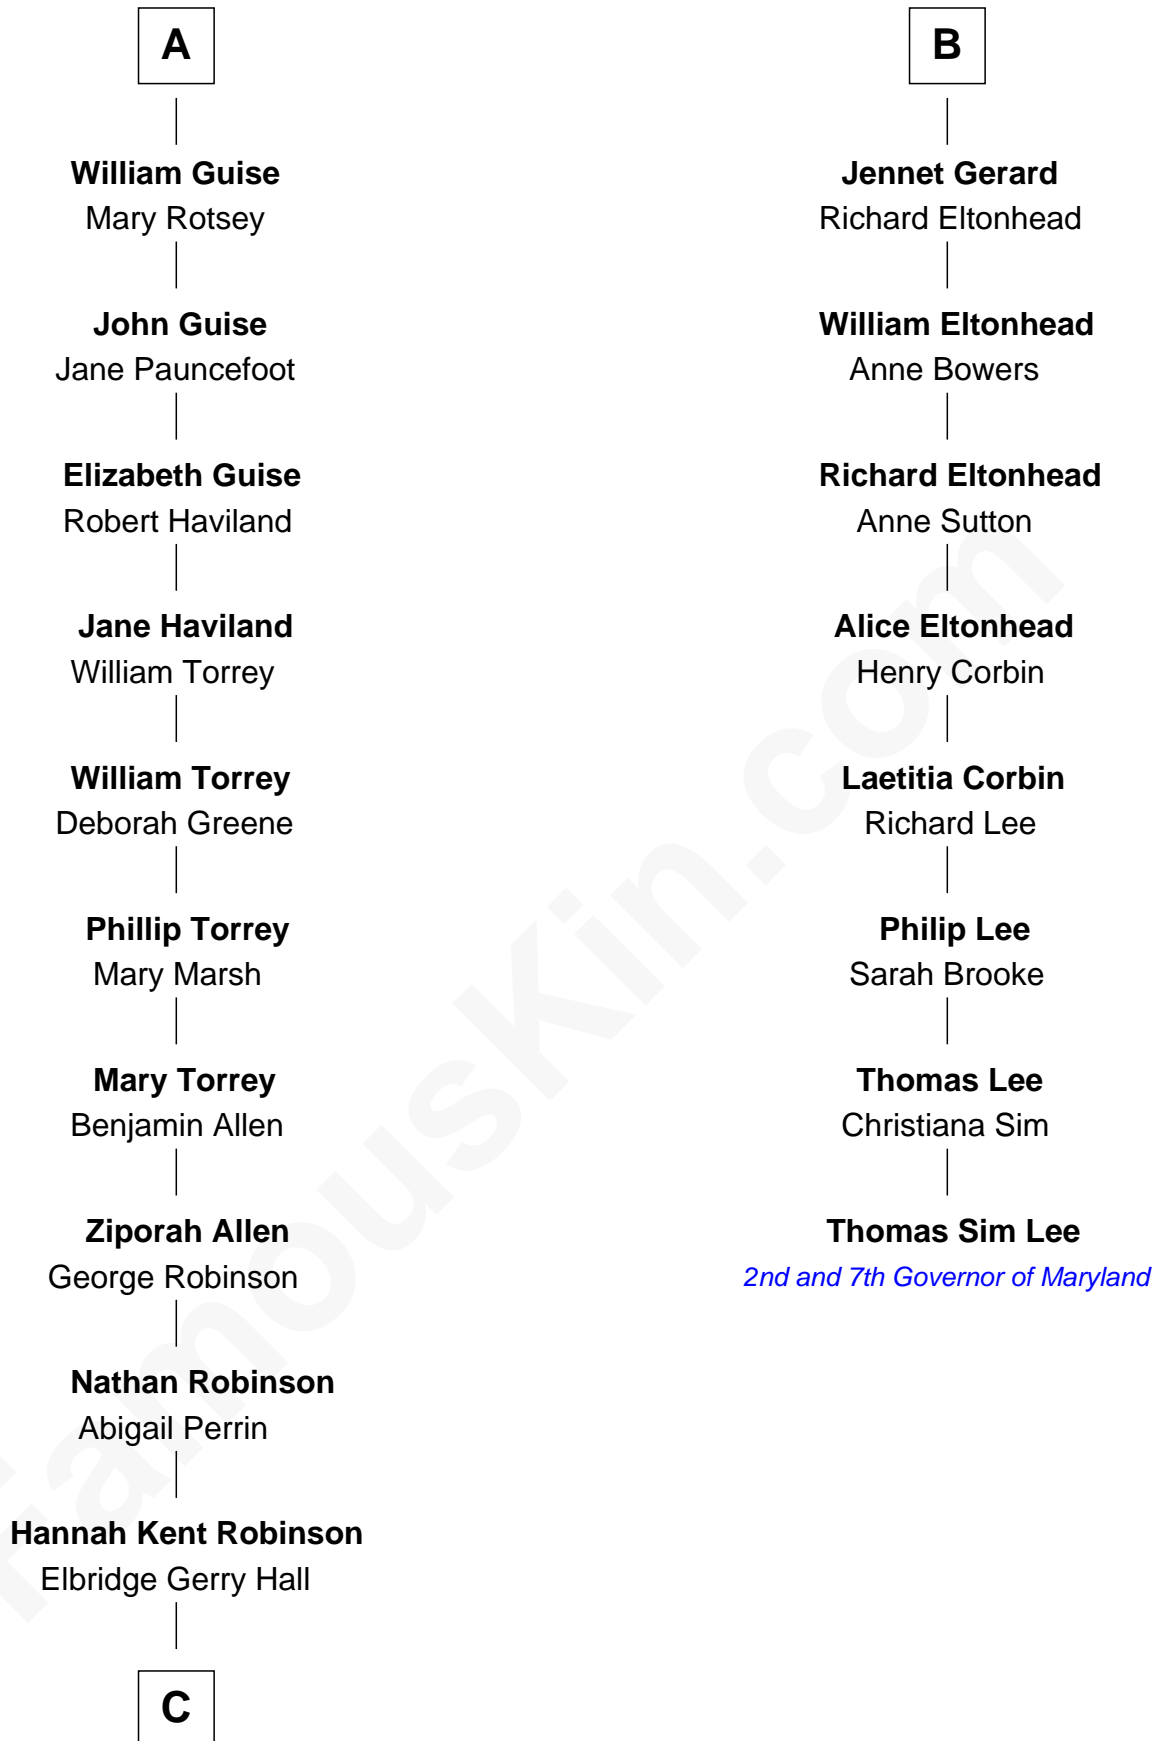 A
William Guise
Mary Rotsey
John Guise
Jane Pauncefoot
Elizabeth Guise
Robert Haviland
Jane Haviland
William Torrey
William Torrey
Deborah Greene
Phillip Torrey
Mary Marsh
Mary Torrey
Benjamin Allen
Ziporah Allen
George Robinson
Nathan Robinson
Abigail Perrin
Hannah Kent Robinson
Elbridge Gerry Hall
C
B
Jennet Gerard
Richard Eltonhead
William Eltonhead
Anne Bowers
Richard Eltonhead
Anne Sutton
Alice Eltonhead
Henry Corbin
Laetitia Corbin
Richard Lee
Philip Lee
Sarah Brooke
Thomas Lee
Christiana Sim
Thomas Sim Lee
2nd and 7th Governor of Maryland
FamousKin.com